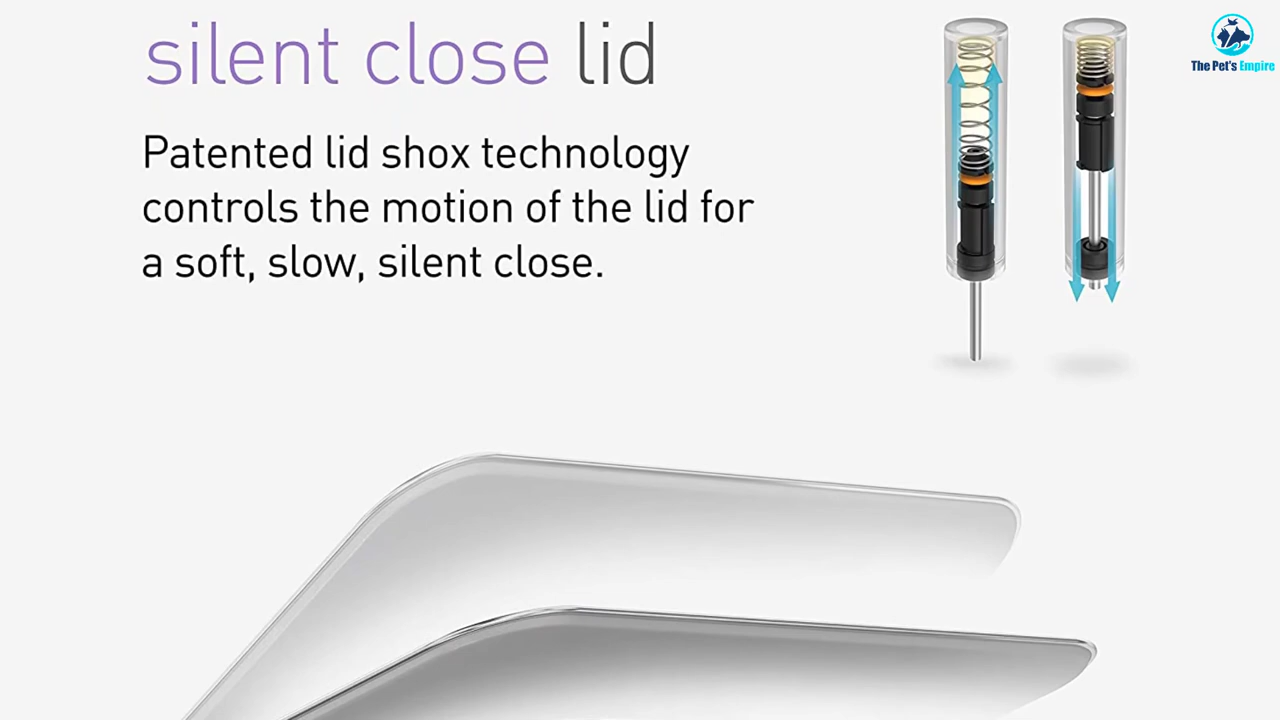 silent close lid
Patented lid shox technology
controls the motion of the lid for
a soft, slow, silent close.
The Pet's Empire